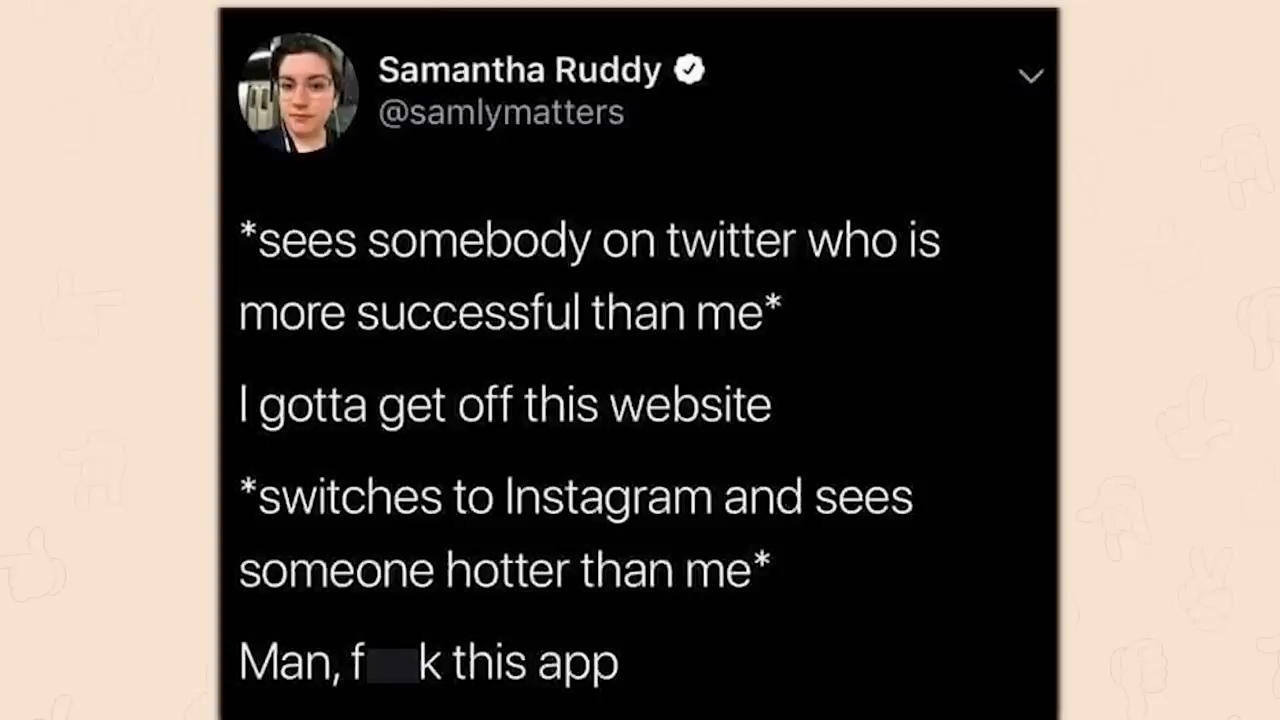 Samantha Ruddy
@samlymatters
*sees somebody on twitter who is
more successful than me*
I gotta get off this website
*switches to Instagram and sees
someone hotter than me*
Man, f k this app